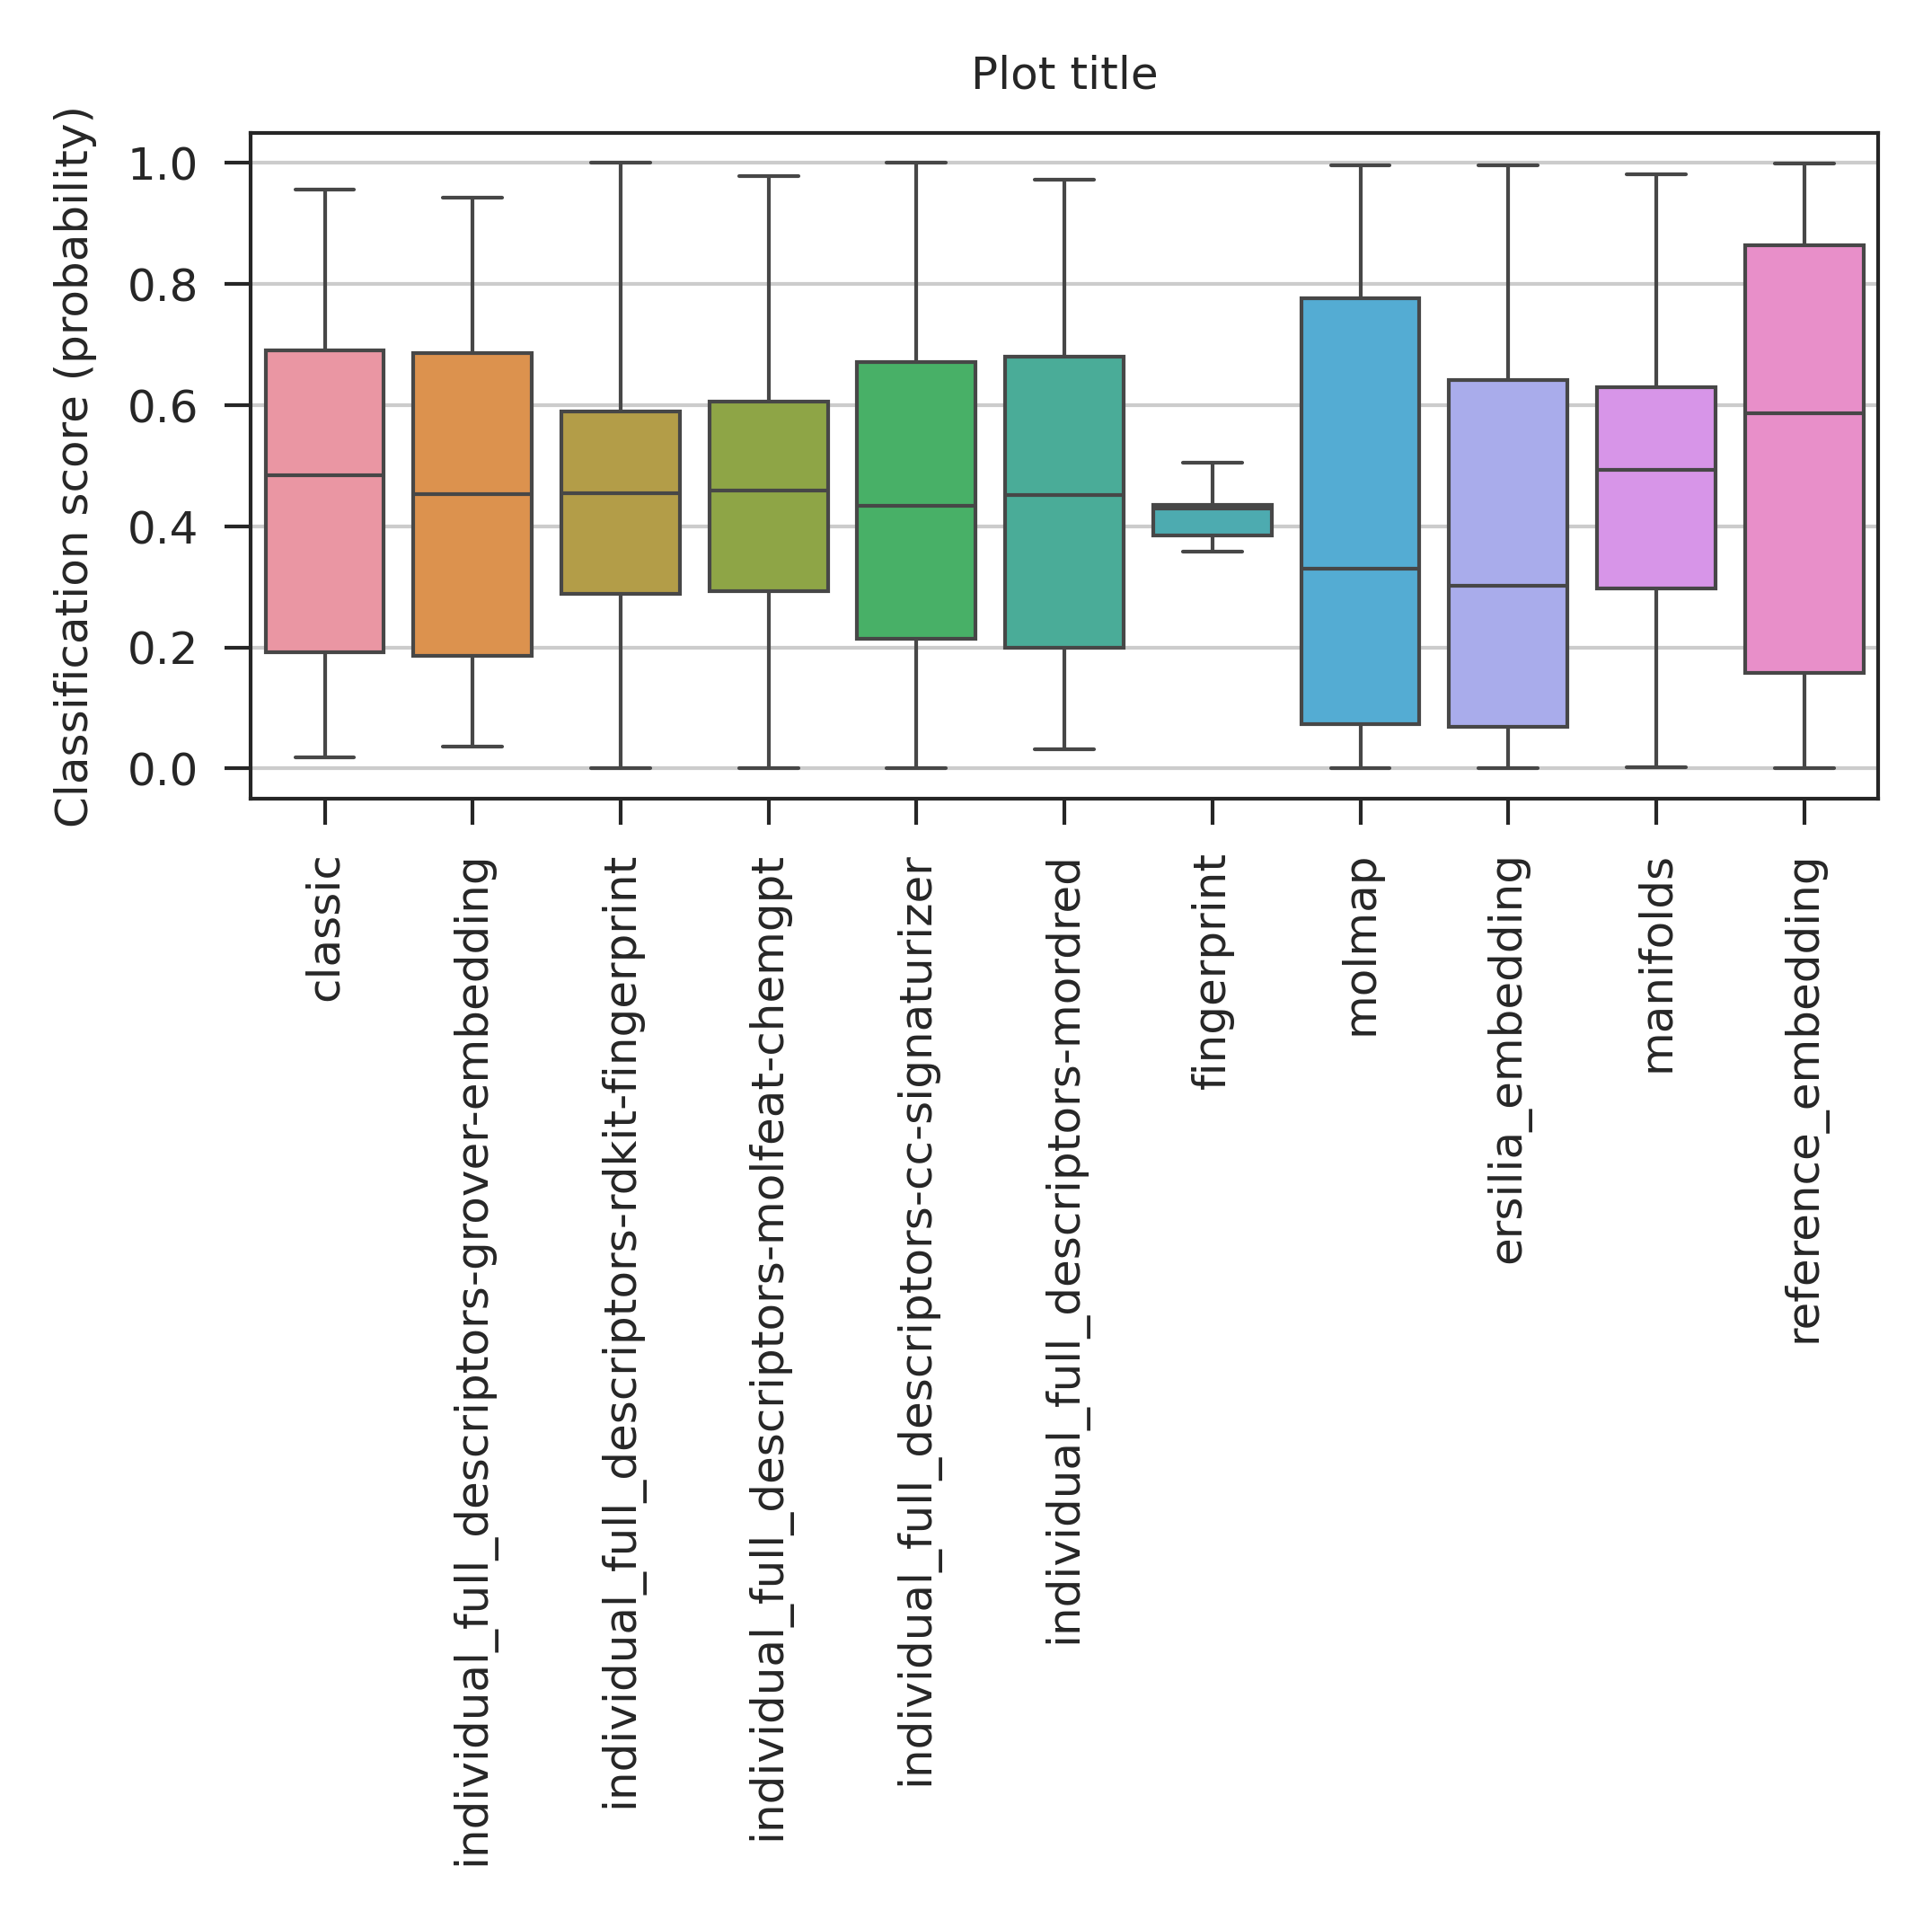 Plot title
Classification score (probability)
1.0
0.8
0.6
0.4
0.2
0.0
classic
individual_full_descriptors-grover-embedding
individual_full_descriptors-rdkit-fingerprint
individual_full_descriptors-molfeat-chemgpt
individual_full_descriptors-cc-signaturizer
individual_full_descriptors-mordred
fingerprint
molmap
ersilia_embedding
manifolds
reference_embedding